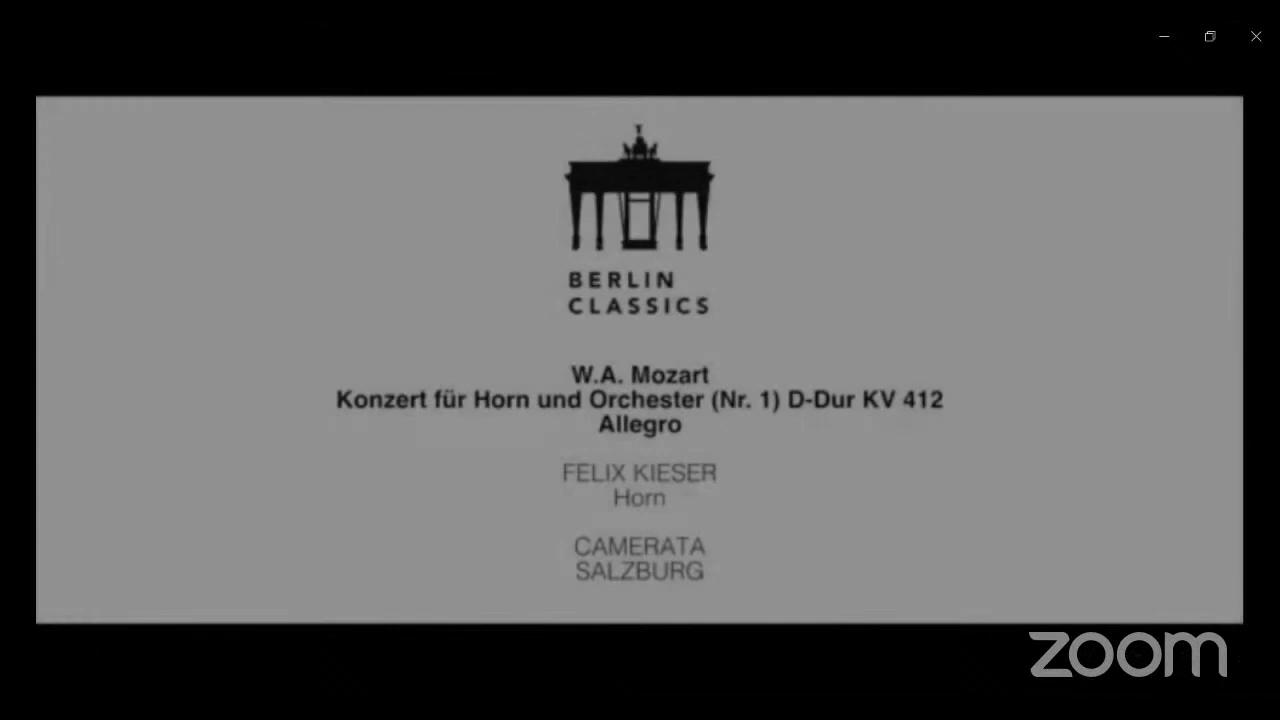 BERLIN
CLASSICS
W.A. Mozart
Konzert für Horn und Orchester (Nr. 1) D-Dur KV 412
Allegro
FELIX KIESER
Horn
CAMERATA
SALZBURG
zoom